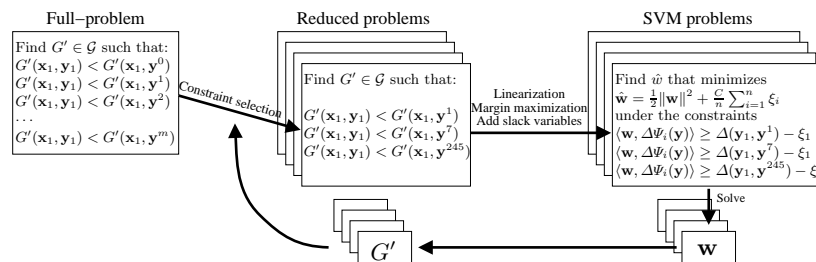 Full−problem
Find G′ ∈ 𝒢 such that:
G′(x₁, y₁) < G′(x₁, y⁰)
G′(x₁, y₁) < G′(x₁, y¹)
G′(x₁, y₁) < G′(x₁, y²)
...
G′(x₁, y₁) < G′(x₁, yᵐ)
Constraint selection
Reduced problems
Find G′ ∈ 𝒢 such that:
G′(x₁, y₁) < G′(x₁, y¹)
G′(x₁, y₁) < G′(x₁, y⁷)
G′(x₁, y₁) < G′(x₁, y²⁴⁵)
Linearization
Margin maximization
Add slack variables
SVM problems
Find ŵ that minimizes
ŵ = ½‖w‖² + C/n ∑ⁿᵢ₌₁ ξᵢ
under the constraints
⟨w, ΔΨᵢ(y)⟩ ≥ Δ(y₁, y¹) − ξ₁
⟨w, ΔΨᵢ(y)⟩ ≥ Δ(y₁, y⁷) − ξ₁
⟨w, ΔΨᵢ(y)⟩ ≥ Δ(y₁, y²⁴⁵) − ξ
Solve
w
G′